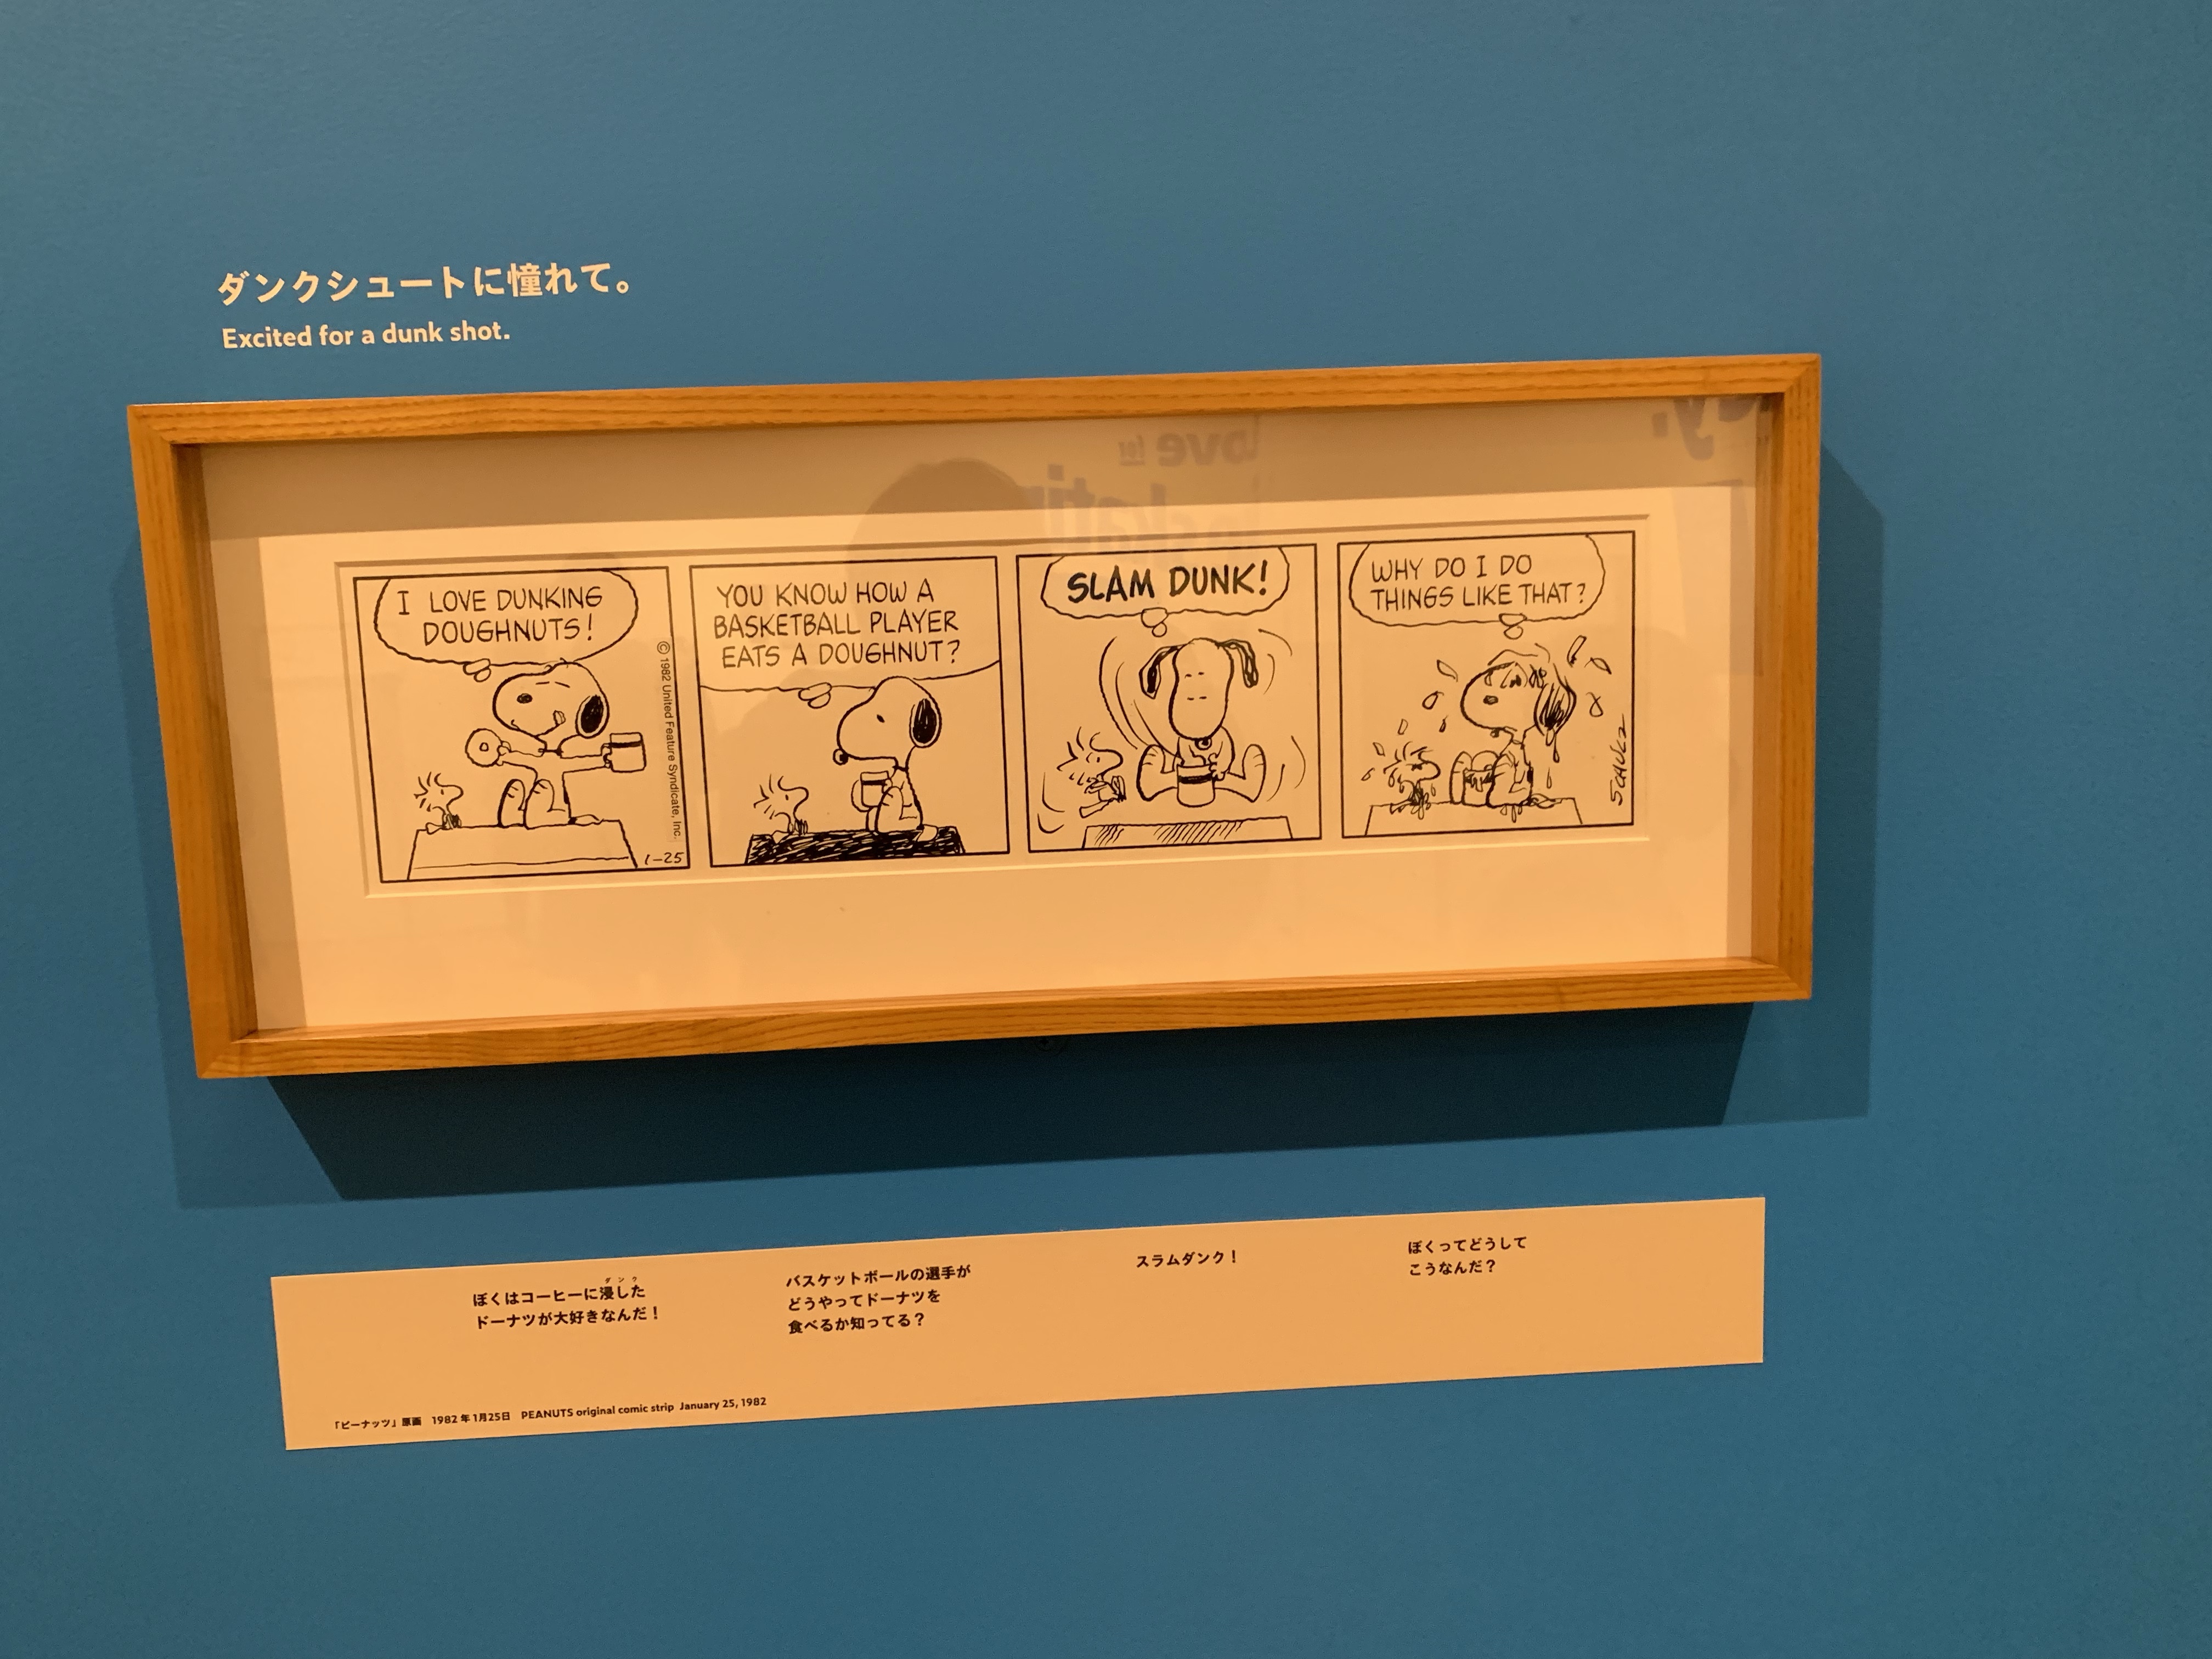 ダンクシュートに憧れて。
Excited for a dunk shot.
I LOVE DUNKING
DOUGHNUTS!
© 1982 United Feature Syndicate, Inc.
1-25
YOU KNOW HOW A
BASKETBALL PLAYER
EATS A DOUGHNUT?
SLAM DUNK!
WHY DO I DO
THINGS LIKE THAT?
SCHULZ
ダンク
ぼくはコーヒーに浸した
ドーナツが大好きなんだ！
バスケットボールの選手が
どうやってドーナツを
食べるか知ってる？
スラムダンク！
ぼくってどうして
こうなんだ？
「ピーナッツ」原画 1982年1月25日 PEANUTS original comic strip January 25, 1982